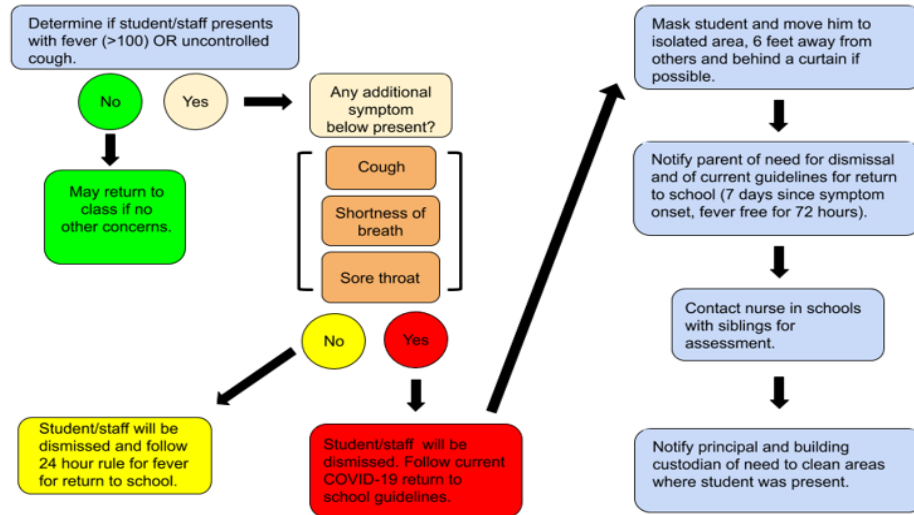 Determine if student/staff presents
with fever (>100) OR uncontrolled
cough.
No
Yes
May return to
class if no
other concerns.
Any additional
symptom
below present?
Cough
Shortness of
breath
Sore throat
No
Yes
Student/staff will be
dismissed and follow
24 hour rule for fever
for return to school.
Student/staff will be
dismissed. Follow current
COVID-19 return to
school guidelines.
Mask student and move him to
isolated area, 6 feet away from
others and behind a curtain if
possible.
Notify parent of need for dismissal
and of current guidelines for return
to school (7 days since symptom
onset, fever free for 72 hours).
Contact nurse in schools
with siblings for
assessment.
Notify principal and building
custodian of need to clean areas
where student was present.